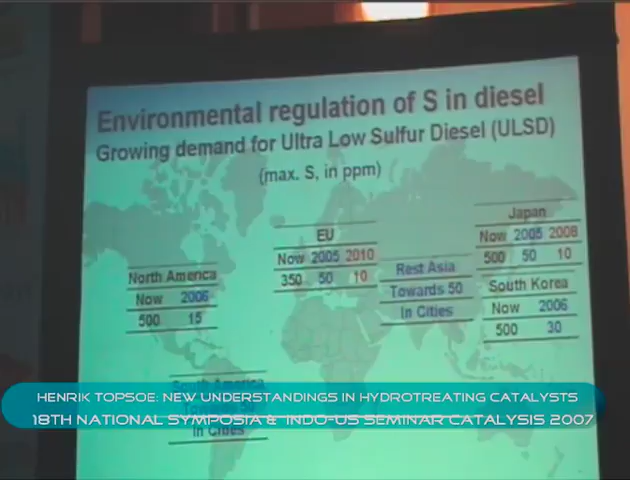 Environmental regulation of S in diesel
Growing demand for Ultra Low Sulfur Diesel (ULSD)
(max. S, in ppm)
North America
Now 2006
500 15
EU
Now 2005 2010
350 50 10
Rest Asia
Towards 50
In Cities
Japan
Now 2005 2008
500 50 10
South Korea
Now 2006
500 30
South America
In Cities
HENRIK TOPSOE: NEW UNDERSTANDINGS IN HYDROTREATING CATALYSTS
18TH NATIONAL SYMPOSIA & INDO-US SEMINAR CATALYSIS 2007